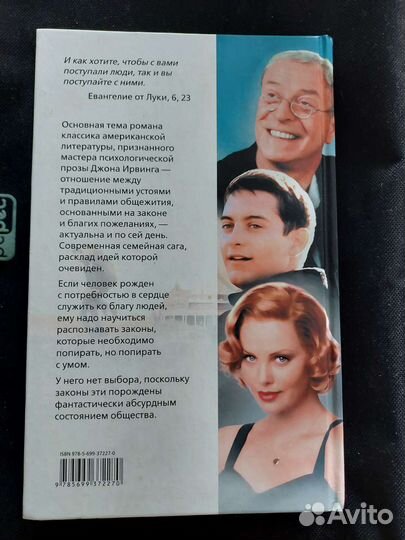 И как хотите, чтобы с вами
поступали люди, так и вы
поступайте с ними.
Евангелие от Луки, 6, 23
Основная тема романа
классика американской
литературы, признанного
мастера психологической
прозы Джона Ирвинга —
отношение между
традиционными устоями
и правилами общежития,
основанными на законе
и благих пожеланиях, —
актуальна и по сей день.
Современная семейная сага,
расклад идей которой
очевиден.
Если человек рожден
с потребностью в сердце
служить ко благу людей,
ему надо научиться
распознавать законы,
которые необходимо
попирать, но попирать
с умом.
У него нет выбора, поскольку
законы эти порождены
фантастически абсурдным
состоянием общества.
ISBN 978-5-699-37227-0
9 785699 372270
Avito